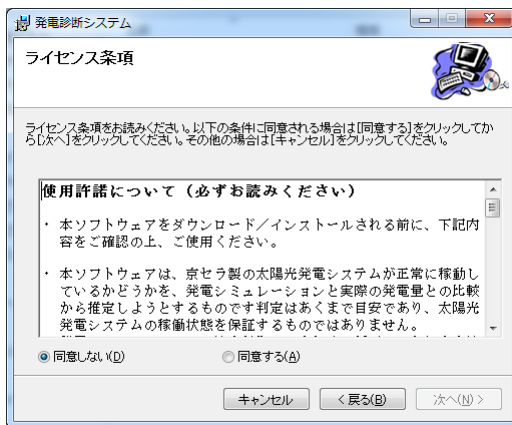 発電診断システム
ライセンス条項
ライセンス条項をお読みください。以下の条件に同意される場合は[同意する]をクリックしてか
ら[次へ]をクリックしてください。その他の場合は[キャンセル]をクリックしてください。
使用許諾について（必ずお読みください）
・ 本ソフトウェアをダウンロード／インストールされる前に、下記内
容をご確認の上、ご使用ください。
・ 本ソフトウェアは、京セラ製の太陽光発電システムが正常に稼動し
ているかどうかを、発電シミュレーションと実際の発電量との比較
から推定しようとするものです判定はあくまで目安であり、太陽光
発電システムの稼働状態を保証するものではありません。
同意しない(D)
同意する(A)
キャンセル
< 戻る(B)
次へ(N) >